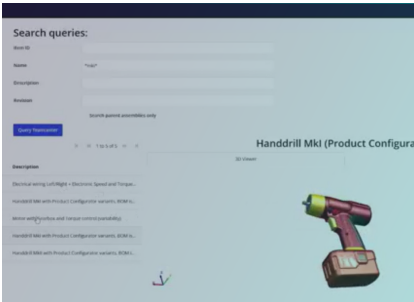 Search queries:
Item ID
Name
Description
Revision
Search parent assemblies only
Query Teamcenter
1 to 5 of 5
Handdrill MkI (Product Configura
3D Viewer
Description
Electrical wiring Left/Right + Electronic Speed and Torque...
Handdrill MkI with Product Configurator variants, BOM
Motor with gearbox and torque control
Handdrill MkI with Product Configurator variants, BOM
Handdrill MkI with Product Configurator variants, BOM